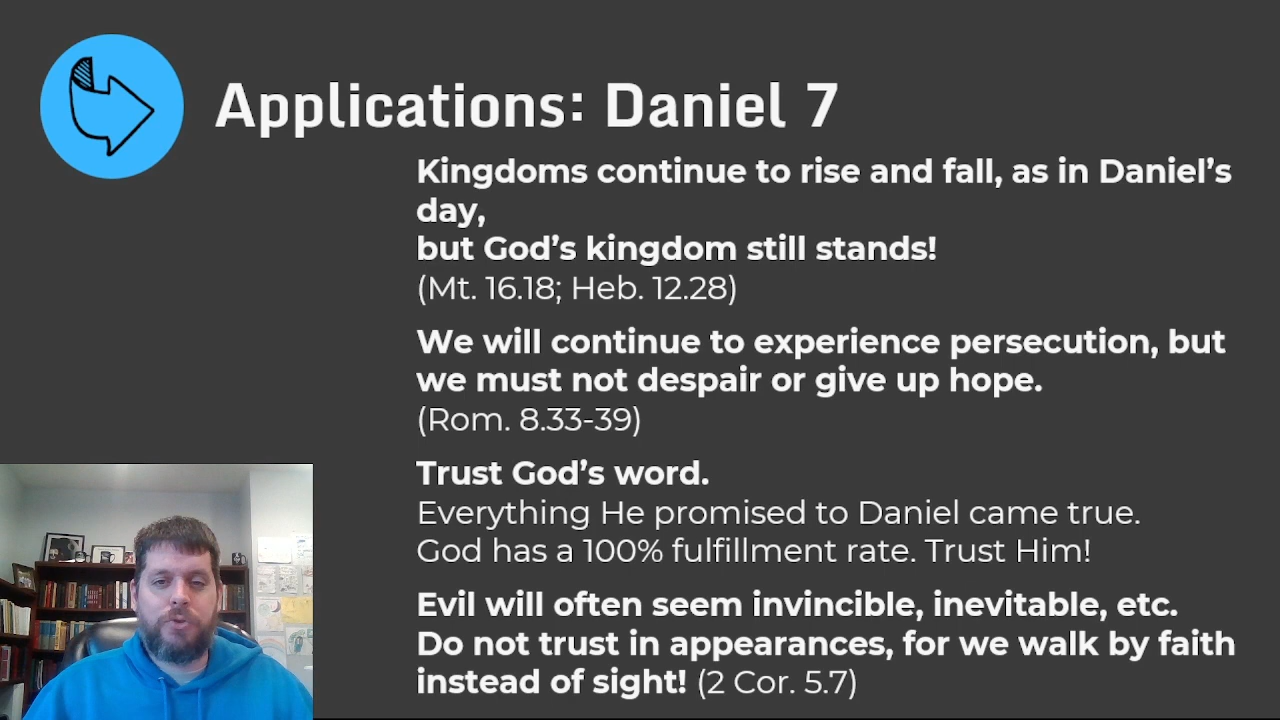 Applications: Daniel 7
Kingdoms continue to rise and fall, as in Daniel’s
day,
but God’s kingdom still stands!
(Mt. 16.18; Heb. 12.28)
We will continue to experience persecution, but
we must not despair or give up hope.
(Rom. 8.33-39)
Trust God’s word.
Everything He promised to Daniel came true.
God has a 100% fulfillment rate. Trust Him!
Evil will often seem invincible, inevitable, etc.
Do not trust in appearances, for we walk by faith
instead of sight! (2 Cor. 5.7)